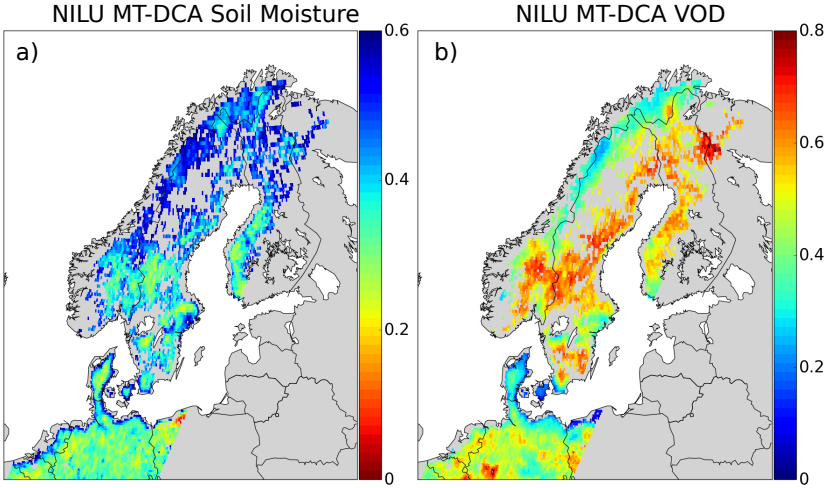 NILU MT-DCA Soil Moisture
NILU MT-DCA VOD
a)
b)
0.6
0.4
0.2
0
0.8
0.6
0.4
0.2
0